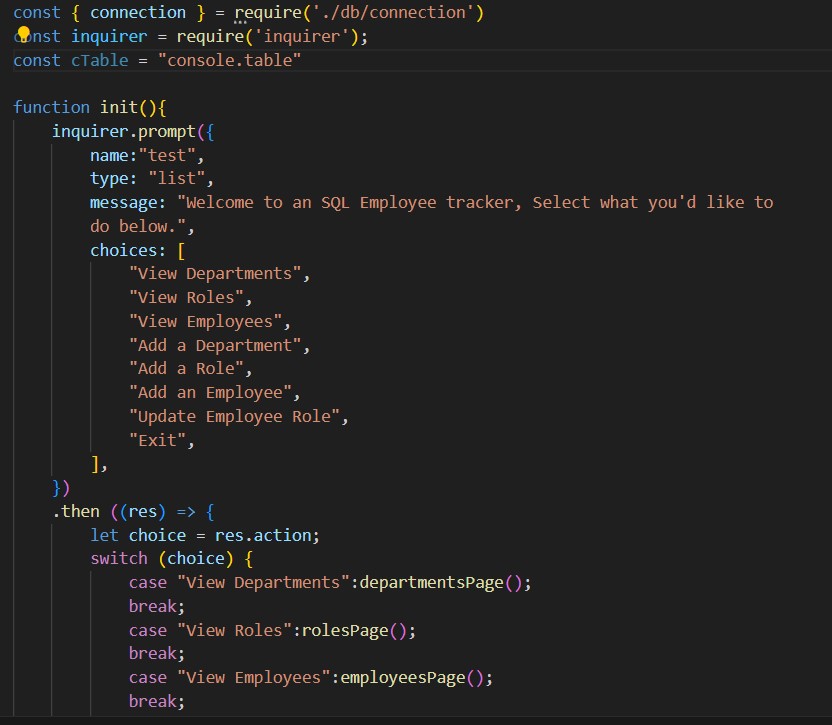 const { connection } = require('./db/connection')
const inquirer = require('inquirer');
const cTable = "console.table"
function init(){
inquirer.prompt({
name:"test",
type: "list",
message: "Welcome to an SQL Employee tracker, Select what you'd like to
do below.",
choices: [
"View Departments",
"View Roles",
"View Employees",
"Add a Department",
"Add a Role",
"Add an Employee",
"Update Employee Role",
"Exit",
],
})
.then ((res) => {
let choice = res.action;
switch (choice) {
case "View Departments":departmentsPage();
break;
case "View Roles":rolesPage();
break;
case "View Employees":employeesPage();
break;